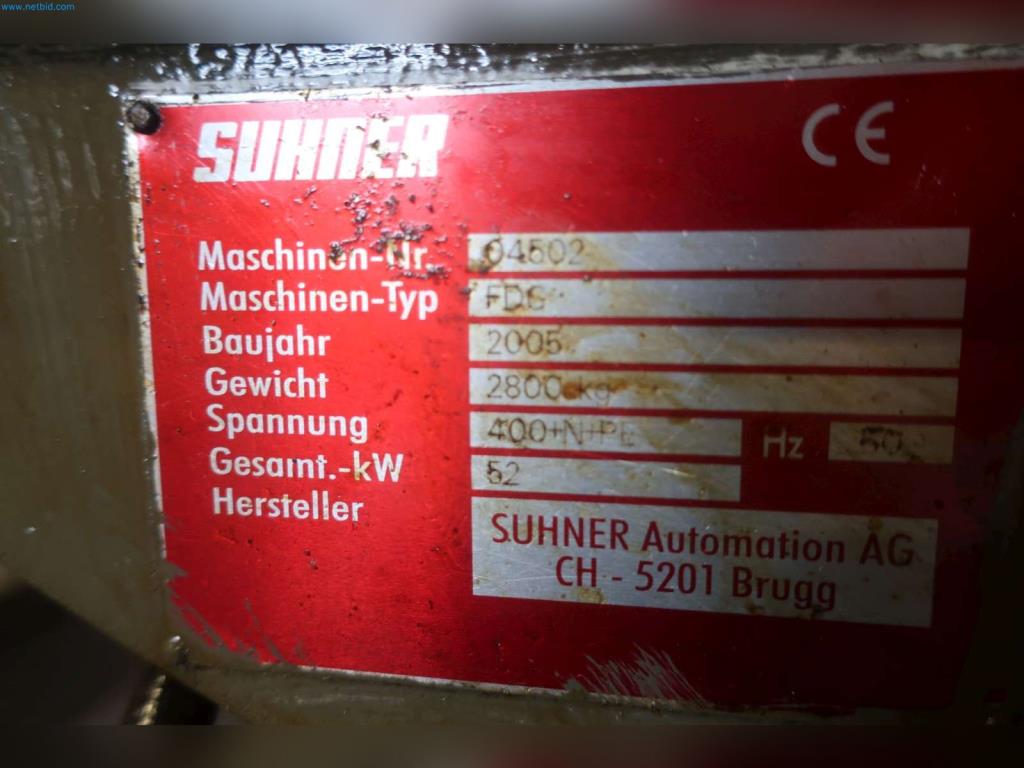 www.netbid.com
SUHNER CE
Maschinen-Nr. 04502
Maschinen-Typ
Baujahr 2005
Gewicht 2800 kg
Spannung 400+N+PE Hz 50
Gesamt.-kW 52
Hersteller SUHNER Automation AG
CH - 5201 Brugg